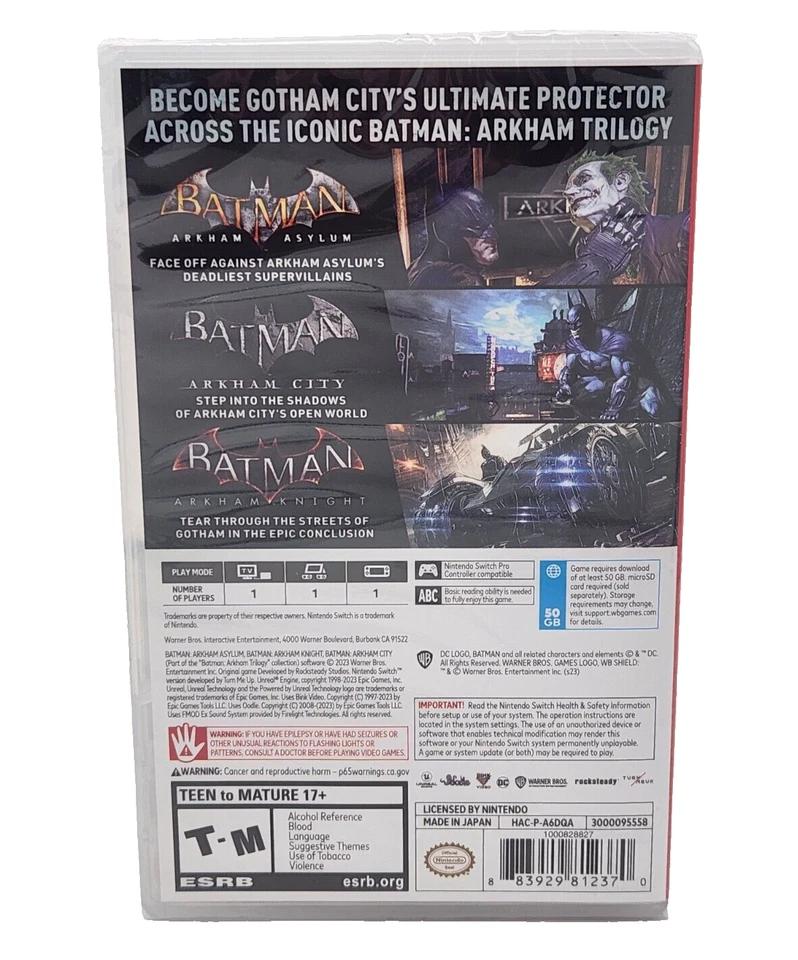 BECOME GOTHAM CITY'S ULTIMATE PROTECTOR
ACROSS THE ICONIC BATMAN: ARKHAM TRILOGY
BATMAN
ARKHAM ASYLUM
FACE OFF AGAINST ARKHAM ASYLUM'S
DEADLIEST SUPERVILLAINS
ARK
BATMAN
ARKHAM CITY
STEP INTO THE SHADOWS
OF ARKHAM CITY'S OPEN WORLD
BATMAN
ARKHAM KNIGHT
TEAR THROUGH THE STREETS OF
GOTHAM IN THE EPIC CONCLUSION
PLAY MODE
TV
NUMBER
OF PLAYERS
1
1
1
Nintendo Switch Pro
Controller compatible
ABC
Basic reading ability is needed
to fully enjoy this game.
50
GB
Game requires download
of at least 50 GB. microSD
card required (sold
separately). Storage
requirements may change,
visit support.wbgames.com
for details.
Trademarks are property of their respective owners. Nintendo Switch is a trademark
of Nintendo.
Warner Bros. Interactive Entertainment, 4000 Warner Boulevard, Burbank CA 91522
BATMAN: ARKHAM ASYLUM, BATMAN: ARKHAM KNIGHT, BATMAN: ARKHAM CITY
(Part of the "Batman: Arkham Trilogy" collection) software © 2023 Warner Bros.
Entertainment Inc. Original game developed by Rocksteady Studios. Nintendo Switch™
version developed by Turn Me Up. Unreal® Engine, copyright 1998-2023 Epic Games, Inc.
Unreal, Unreal Technology and the Powered by Unreal Technology logo are trademarks or
registered trademarks of Epic Games, Inc. Uses Bink Video. Copyright (C) 1997-2023 by
Epic Games Tools LLC. Uses Oodle. Copyright (C) 2008-(2023) by Epic Games Tools LLC.
Uses FMOD Ex Sound System provided by Firelight Technologies. All rights reserved.
DC LOGO, BATMAN and all related characters and elements © & ™ DC.
All Rights Reserved. WARNER BROS. GAMES LOGO, WB SHIELD:
™ & © Warner Bros. Entertainment Inc. (s23)
WARNING: IF YOU HAVE EPILEPSY OR HAVE HAD SEIZURES OR
OTHER UNUSUAL REACTIONS TO FLASHING LIGHTS OR
PATTERNS, CONSULT A DOCTOR BEFORE PLAYING VIDEO GAMES.
IMPORTANT! Read the Nintendo Switch Health & Safety Information
before setup or use of your system. The operation instructions are
located in the system settings. The use of an unauthorized device or
software that enables technical modification may render this
software or your Nintendo Switch system permanently unplayable.
A game or system update (or both) may be required to play.
WARNING: Cancer and reproductive harm – p65warnings.ca.gov
DC
WARNER BROS.
rocksteady
TEEN to MATURE 17+
T-M
Alcohol Reference
Blood
Language
Suggestive Themes
Use of Tobacco
Violence
ESRB
esrb.org
LICENSED BY NINTENDO
MADE IN JAPAN
HAC-P-A6DQA
3000095558
Official
Nintendo
Seal
1000828827
8 83929 81237 0